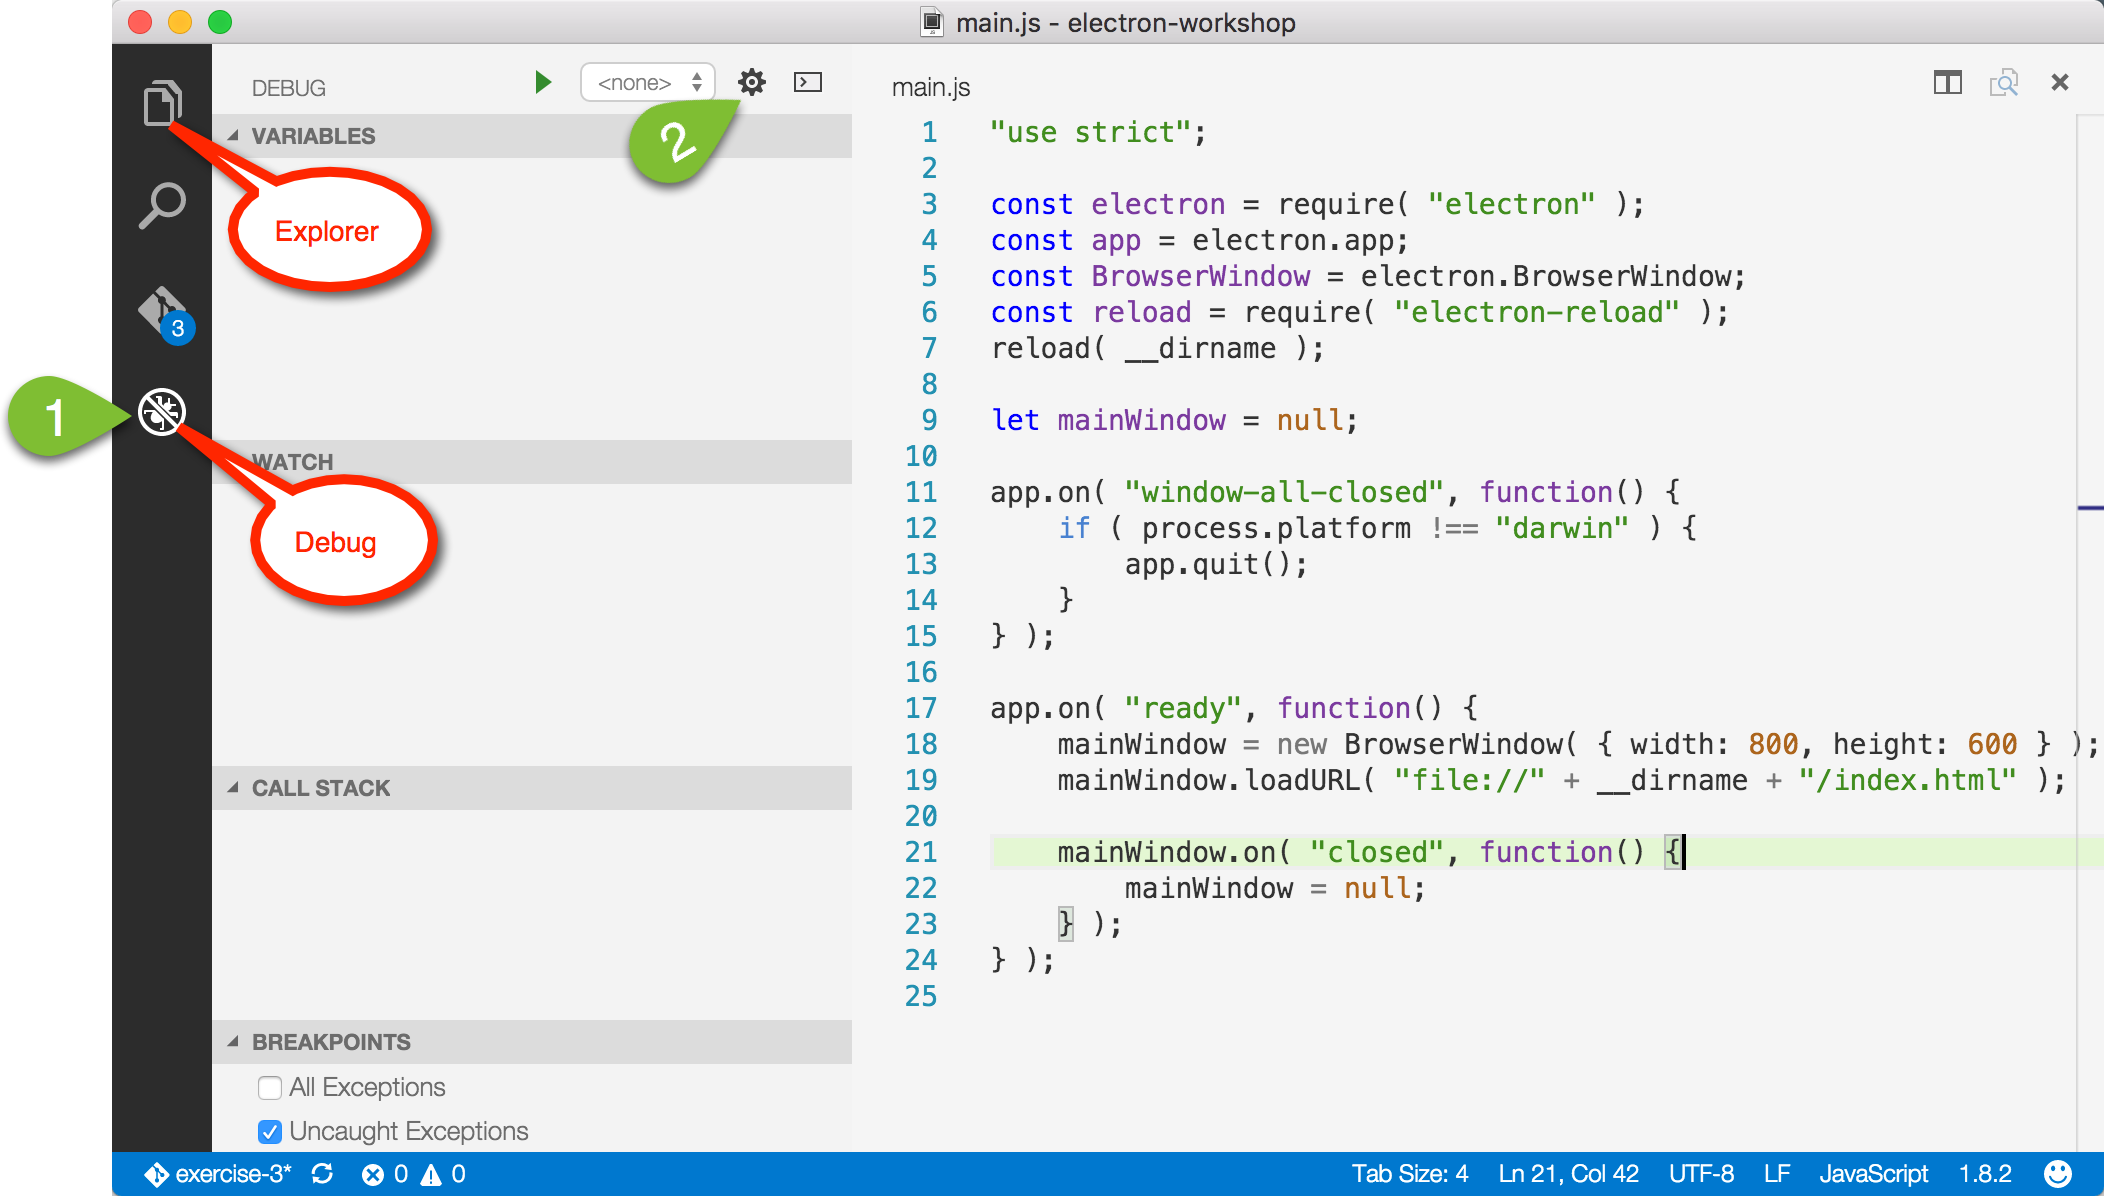 main.js - electron-workshop
DEBUG
<none>
2
main.js
VARIABLES
Explorer
3
1
WATCH
Debug
CALL STACK
BREAKPOINTS
All Exceptions
Uncaught Exceptions
1 "use strict";
2
3 const electron = require( "electron" );
4 const app = electron.app;
5 const BrowserWindow = electron.BrowserWindow;
6 const reload = require( "electron-reload" );
7 reload( __dirname );
8
9 let mainWindow = null;
10
11 app.on( "window-all-closed", function() {
12     if ( process.platform !== "darwin" ) {
13         app.quit();
14     }
15 } );
16
17 app.on( "ready", function() {
18     mainWindow = new BrowserWindow( { width: 800, height: 600 } );
19     mainWindow.loadURL( "file://" + __dirname + "/index.html" );
20
21     mainWindow.on( "closed", function() {
22         mainWindow = null;
23     } );
24 } );
25
exercise-3* 0 0 Tab Size: 4 Ln 21, Col 42 UTF-8 LF JavaScript 1.8.2